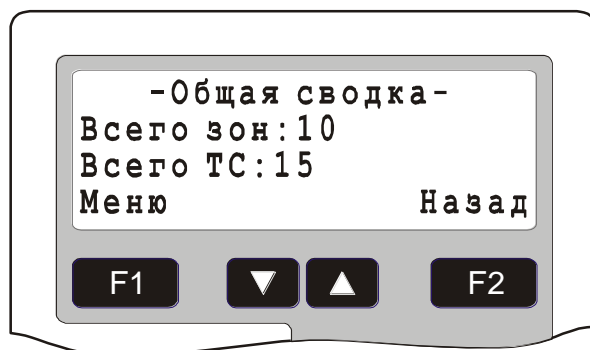 -Общая сводка-
Всего зон:10
Всего ТС:15
Меню Назад
F1 F2